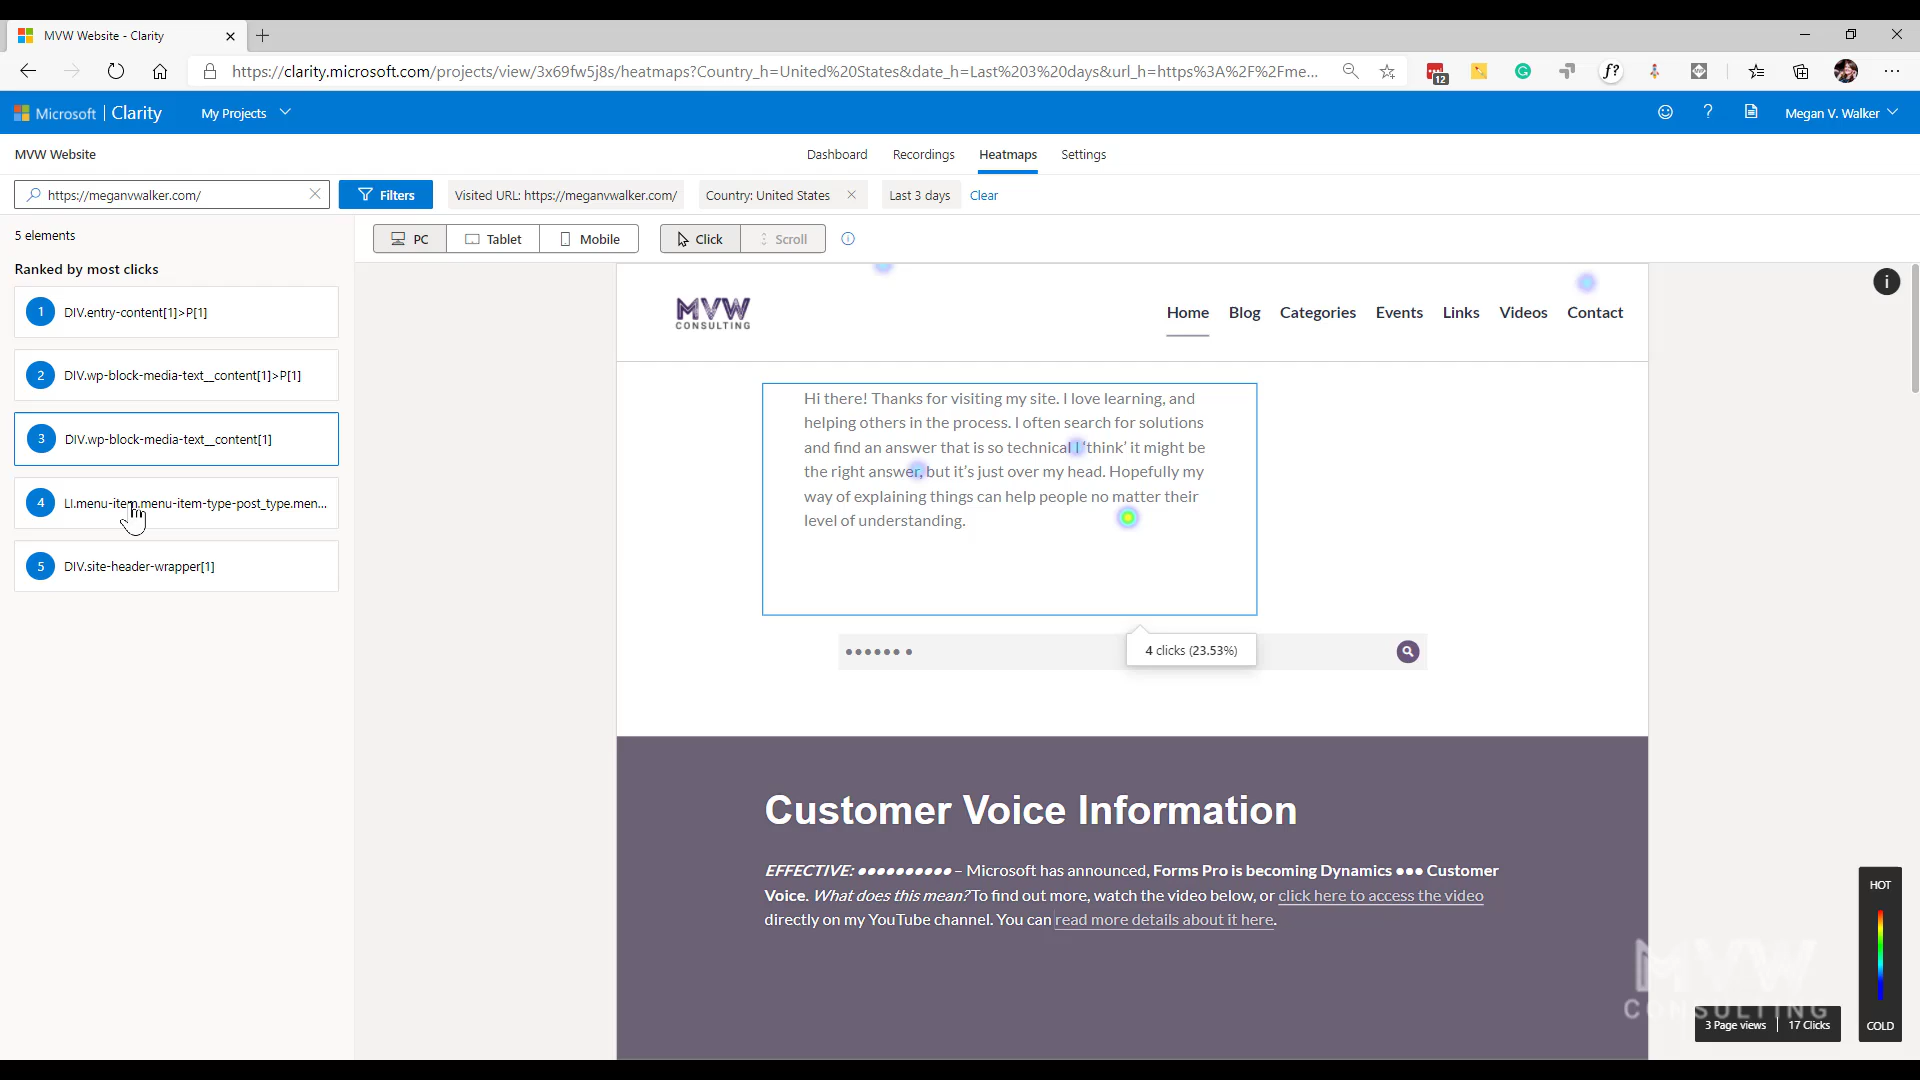 MVW Website - Clarity
https://clarity.microsoft.com/projects/view/3x69fw5j8s/heatmaps?Country_h=United%20States&date_h=Last%203%20days&url_h=https%3A%2F%2Fme...
12
f?
Microsoft | Clarity
My Projects
?
Megan V. Walker
MVW Website
Dashboard
Recordings
Heatmaps
Settings
https://meganvwalker.com/
Filters
Visited URL: https://meganvwalker.com/
Country: United States
Last 3 days
Clear
5 elements
PC
Tablet
Mobile
Click
Scroll
Ranked by most clicks
1 DIV.entry-content[1]>P[1]
2 DIV.wp-block-media-text__content[1]>P[1]
3 DIV.wp-block-media-text__content[1]
4 LI.menu-item.menu-item-type-post_type.men...
5 DIV.site-header-wrapper[1]
MVW
CONSULTING
Home
Blog
Categories
Events
Links
Videos
Contact
Hi there! Thanks for visiting my site. I love learning, and
helping others in the process. I often search for solutions
and find an answer that is so technical I ‘think’ it might be
the right answer, but it’s just over my head. Hopefully my
way of explaining things can help people no matter their
level of understanding.
••••••• •
4 clicks (23.53%)
Customer Voice Information
EFFECTIVE: •••••••••• – Microsoft has announced, Forms Pro is becoming Dynamics ••• Customer
Voice. What does this mean?To find out more, watch the video below, or click here to access the video
directly on my YouTube channel. You can read more details about it here.
HOT
COLD
MVW
CONSULTING
3 Page views | 17 Clicks